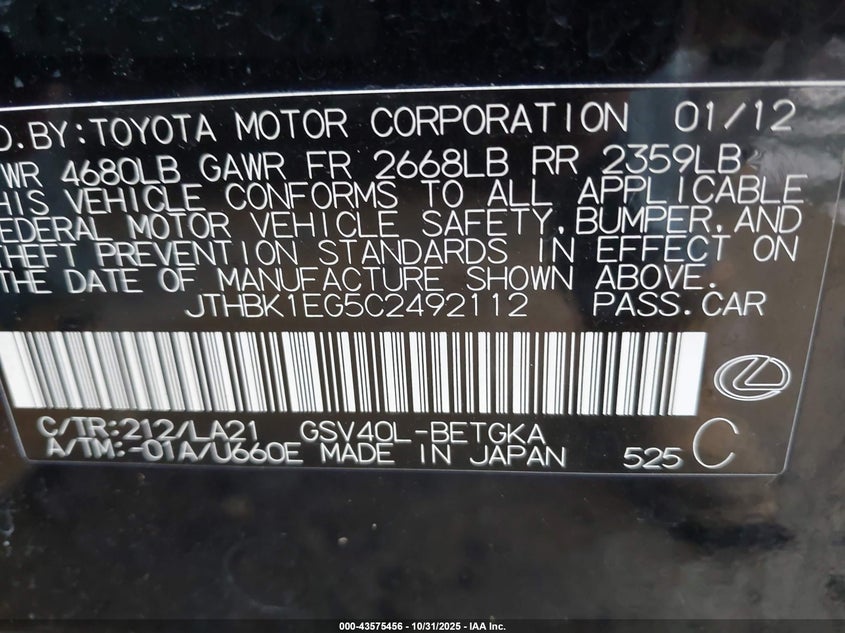 D.BY:TOYOTA MOTOR CORPORATION 01/12
WR 4680LB GAWR FR 2668LB RR 2359LB
HIS VEHICLE CONFORMS TO ALL APPLICABLE
EDERAL MOTOR VEHICLE SAFETY,BUMPER,AND
THEFT PREVENTION STANDARDS IN EFFECT ON
THE DATE OF MANUFACTURE SHOWN ABOVE.
JTHBK1EG5C2492112 PASS.CAR
C/TR:212/LA21 GSV40L-BETGKA
A/TM:-01A/U660E MADE IN JAPAN 525 C
000-43575456 - 10/31/2025 - IAA Inc.